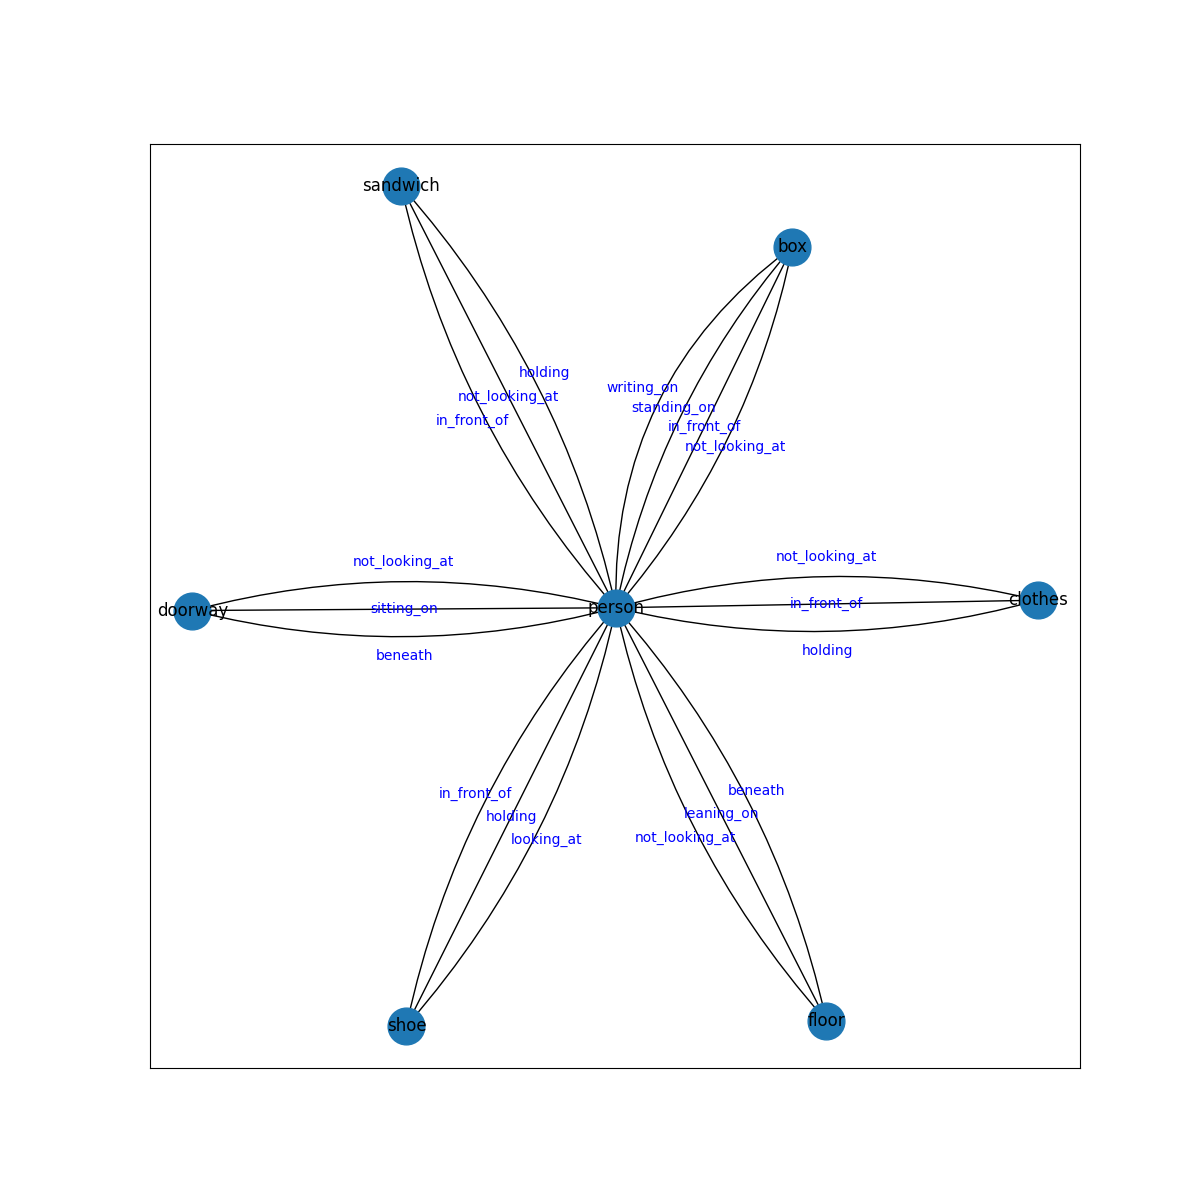 sandwich
box
holding
writing_on
not_looking_at
standing_on
in_front_of
in_front_of
not_looking_at
not_looking_at
not_looking_at
doorway
sitting_on
person
in_front_of
clothes
beneath
holding
in_front_of
beneath
holding
leaning_on
looking_at
not_looking_at
shoe
floor